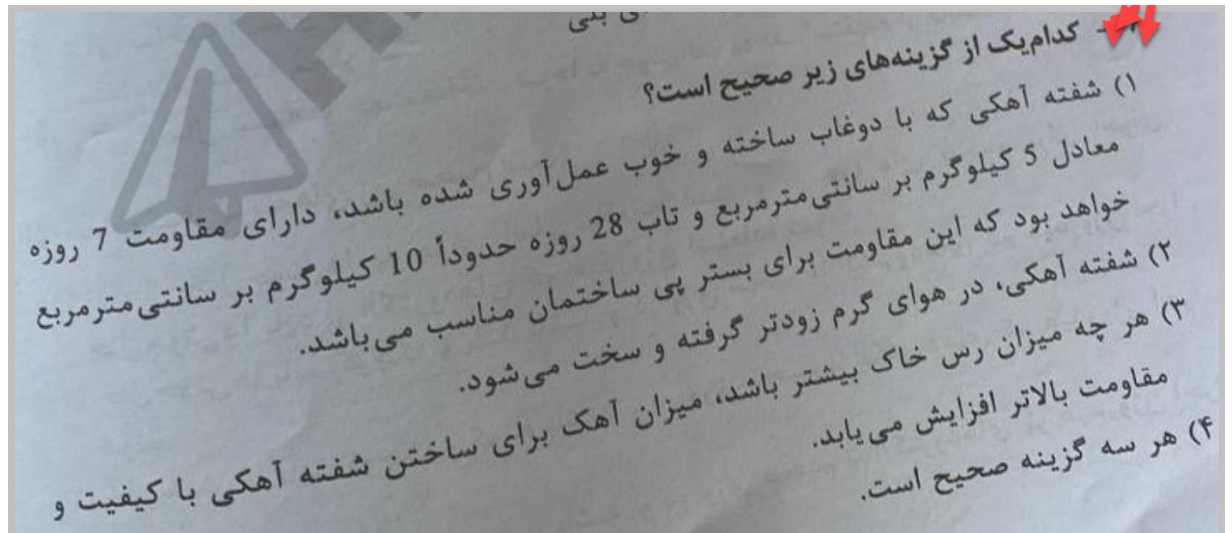 ی بتی
- کدام‌یک از گزینه‌های زیر صحیح است؟
۱) شفته آهکی که با دوغاب ساخته و خوب عمل‌آوری شده باشد، دارای مقاومت 7 روزه
معادل 5 کیلوگرم بر سانتی‌مترمربع و تاب 28 روزه حدوداً 10 کیلوگرم بر سانتی‌مترمربع
خواهد بود که این مقاومت برای بستر پی ساختمان مناسب می‌باشد.
۲) شفته آهکی، در هوای گرم زودتر گرفته و سخت می‌شود.
۳) هر چه میزان رس خاک بیشتر باشد، میزان آهک برای ساختن شفته آهکی با کیفیت و
مقاومت بالاتر افزایش می‌یابد.
۴) هر سه گزینه صحیح است.